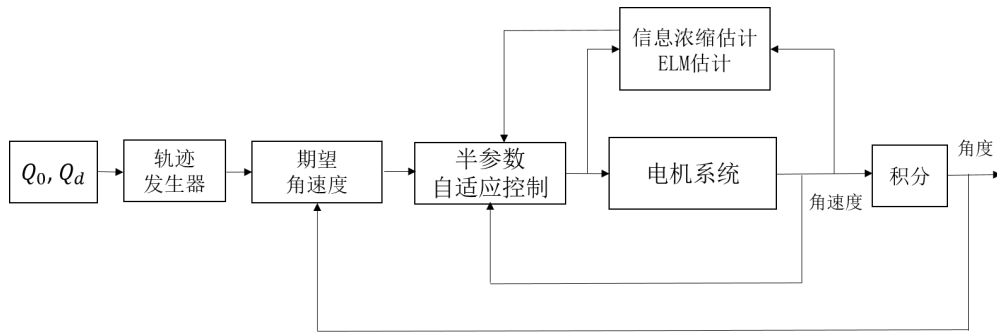 信息浓缩估计
ELM估计
Q₀, Q_d
轨迹
发生器
期望
角速度
半参数
自适应控制
电机系统
角速度
积分
角度